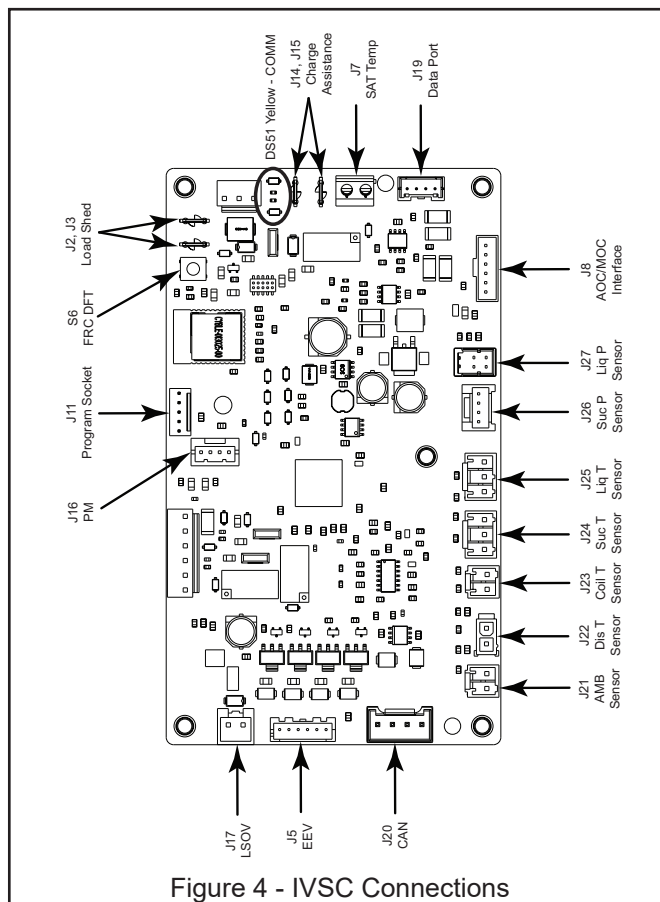 DS51 Yellow - COMM
J14, J15
Charge
Assistance
J7
SAT Temp
J19
Data Port
J2, J3
Load Shed
S6
FRC DFT
J11
Program Socket
J16
PM
J8
AOC/MOC
Interface
J27
Liq P
Sensor
J26
Suc P
Sensor
J25
Liq T
Sensor
J24
Suc T
Sensor
J23
Coil T
Sensor
J22
Dis T
Sensor
J21
AMB
Sensor
J17
LSOV
J5
EEV
J20
CAN
Figure 4 - IVSC Connections